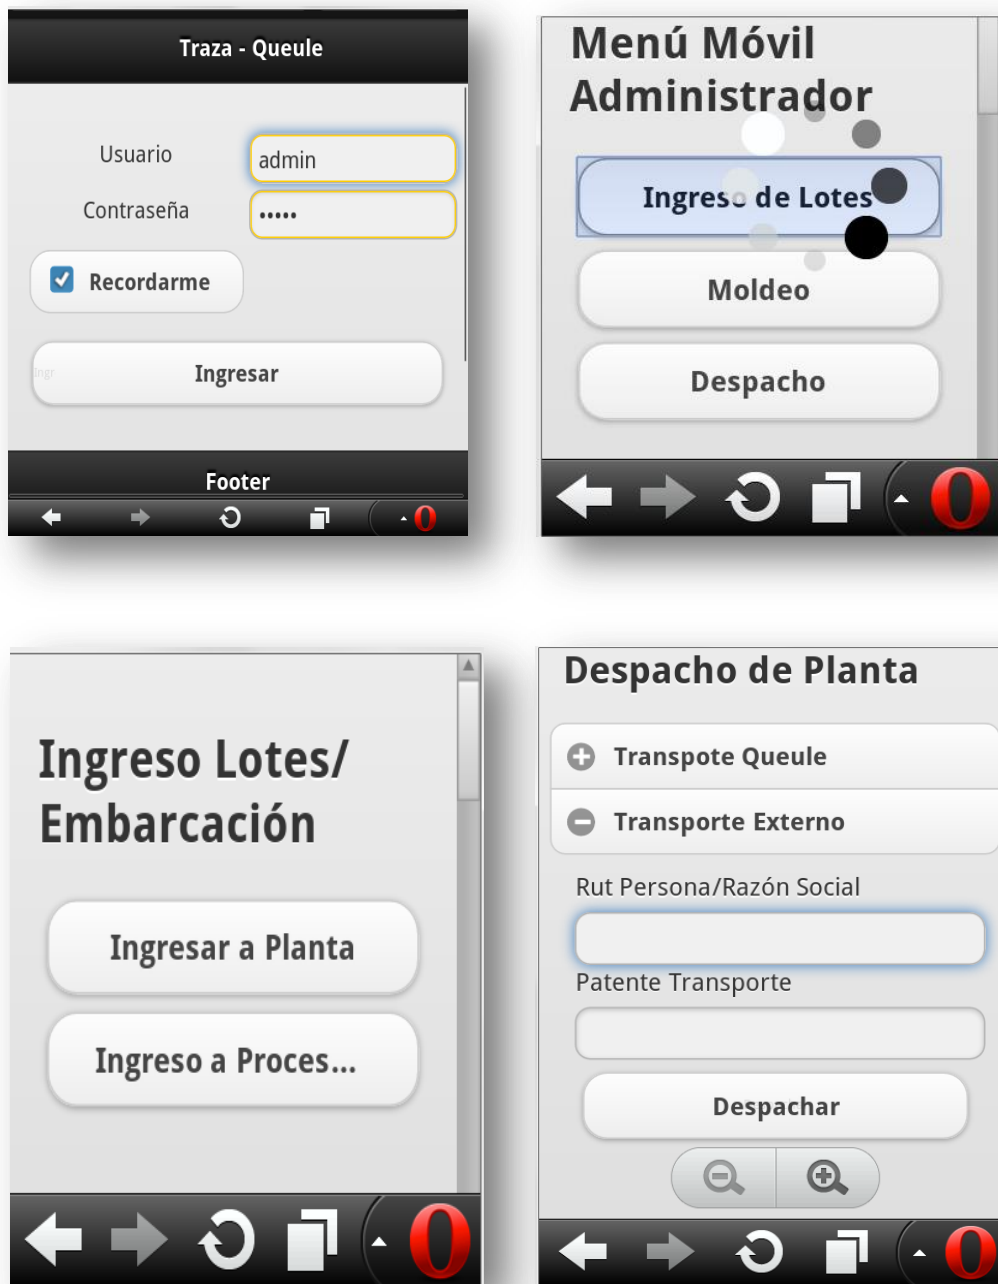 Traza - Queule
Usuario
admin
Contraseña
•••••
Recordarme
Ingr
Ingresar
Footer
Menú Móvil
Administrador
Ingreso de Lotes
Moldeo
Despacho
Ingreso Lotes/
Embarcación
Ingresar a Planta
Ingreso a Proces...
Despacho de Planta
Transpote Queule
Transporte Externo
Rut Persona/Razón Social
Patente Transporte
Despachar